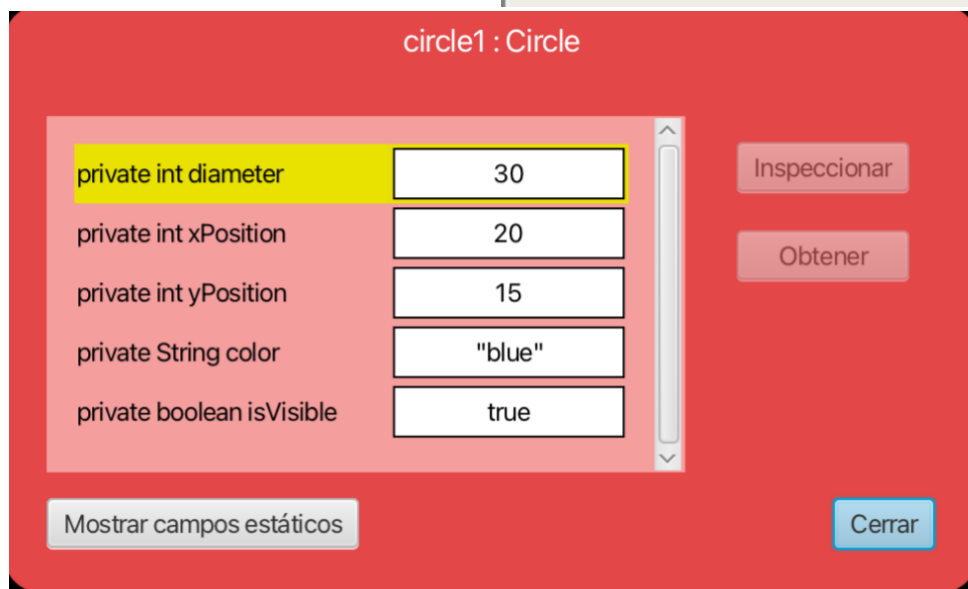 circle1 : Circle
private int diameter 30
Inspeccionar
private int xPosition 20
Obtener
private int yPosition 15
private String color "blue"
private boolean isVisible true
Mostrar campos estáticos
Cerrar